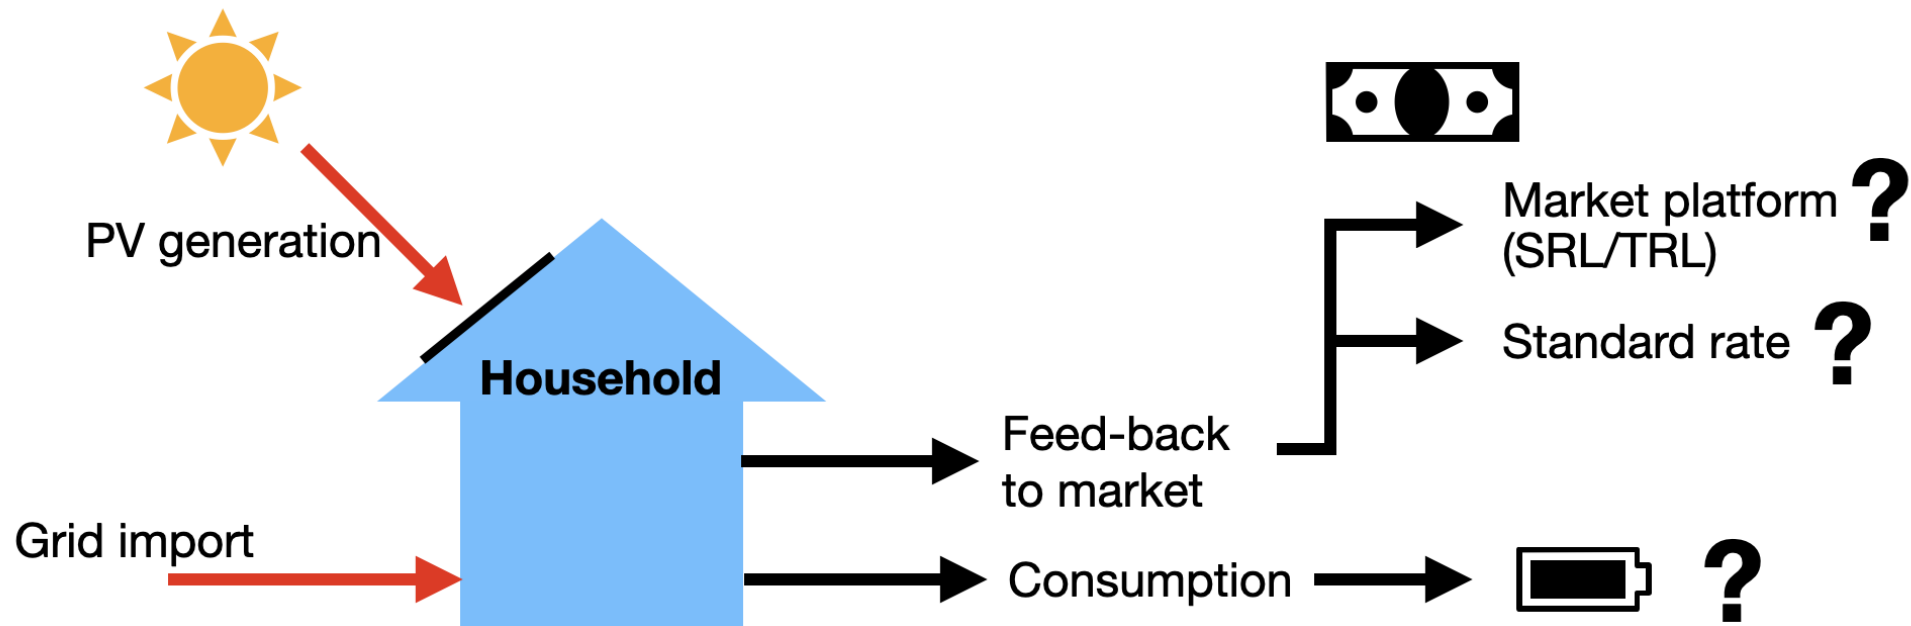 PV generation
Household
Grid import
Feed-back
to market
Consumption
Market platform ?
(SRL/TRL)
Standard rate ?
?